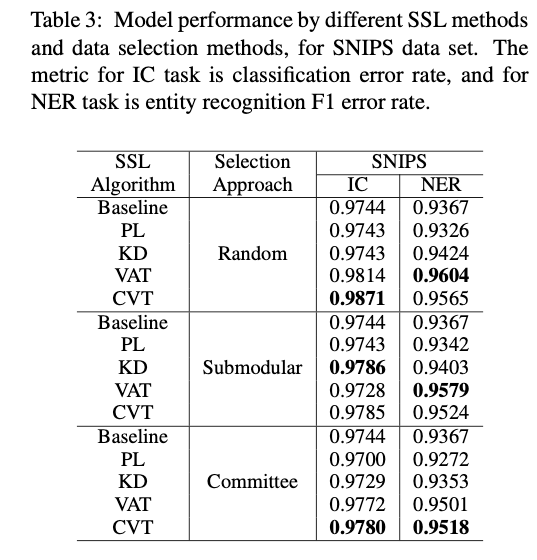 Table 3: Model performance by different SSL methods
and data selection methods, for SNIPS data set. The
metric for IC task is classification error rate, and for
NER task is entity recognition F1 error rate.
SSL Selection SNIPS
Algorithm Approach IC NER
Baseline 0.9744 0.9367
PL 0.9743 0.9326
KD Random 0.9743 0.9424
VAT 0.9814 0.9604
CVT 0.9871 0.9565
Baseline 0.9744 0.9367
PL 0.9743 0.9342
KD Submodular 0.9786 0.9403
VAT 0.9728 0.9579
CVT 0.9785 0.9524
Baseline 0.9744 0.9367
PL 0.9700 0.9272
KD Committee 0.9729 0.9353
VAT 0.9772 0.9501
CVT 0.9780 0.9518